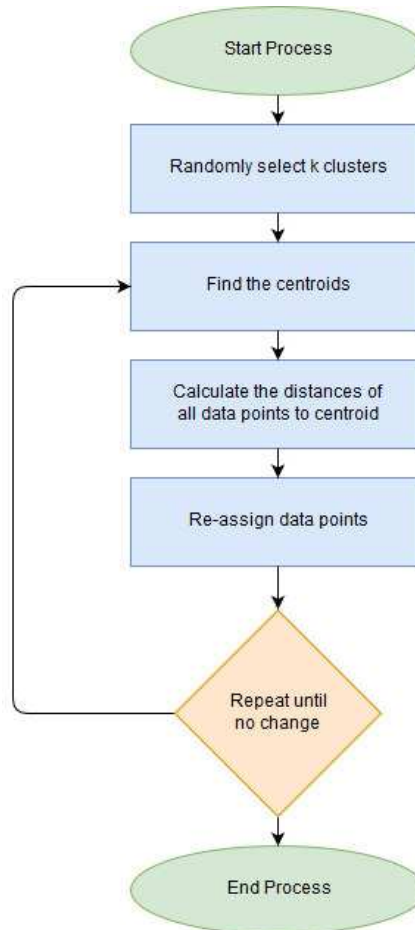 Start Process
Randomly select k clusters
Find the centroids
Calculate the distances of
all data points to centroid
Re-assign data points
Repeat until
no change
End Process